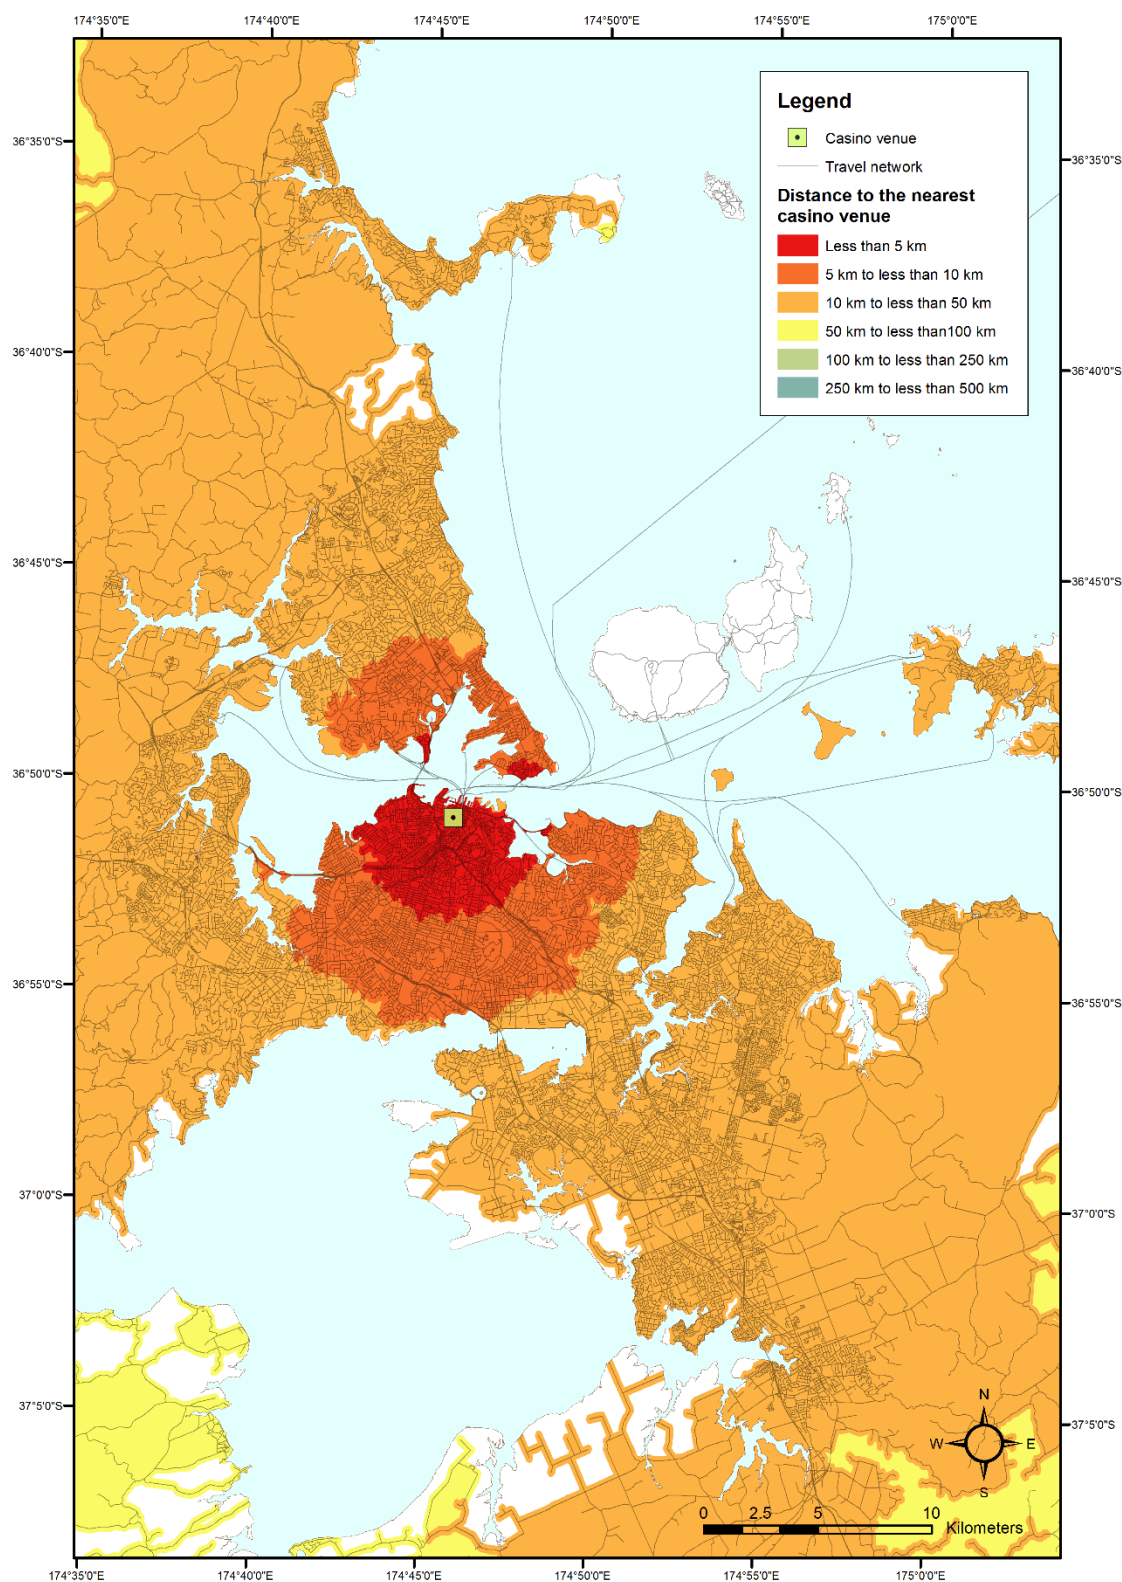 174°35'0"E 174°40'0"E 174°45'0"E 174°50'0"E 174°55'0"E 175°0'0"E
Legend
Casino venue
Travel network
Distance to the nearest
casino venue
Less than 5 km
5 km to less than 10 km
10 km to less than 50 km
50 km to less than100 km
100 km to less than 250 km
250 km to less than 500 km
36°35'0"S 36°35'0"S
36°40'0"S 36°40'0"S
36°45'0"S 36°45'0"S
36°50'0"S 36°50'0"S
36°55'0"S 36°55'0"S
37°0'0"S 37°0'0"S
37°5'0"S 37°5'0"S
N
W E
S
0 2.5 5 10
Kilometers
174°35'0"E 174°40'0"E 174°45'0"E 174°50'0"E 174°55'0"E 175°0'0"E